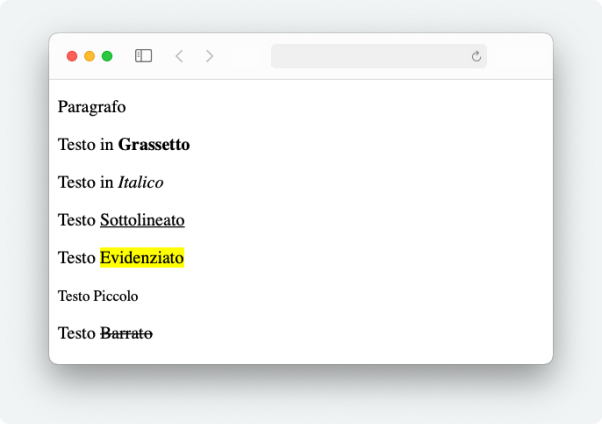 Paragrafo
Testo in Grassetto
Testo in Italico
Testo Sottolineato
Testo Evidenziato
Testo Piccolo
Testo Barrato